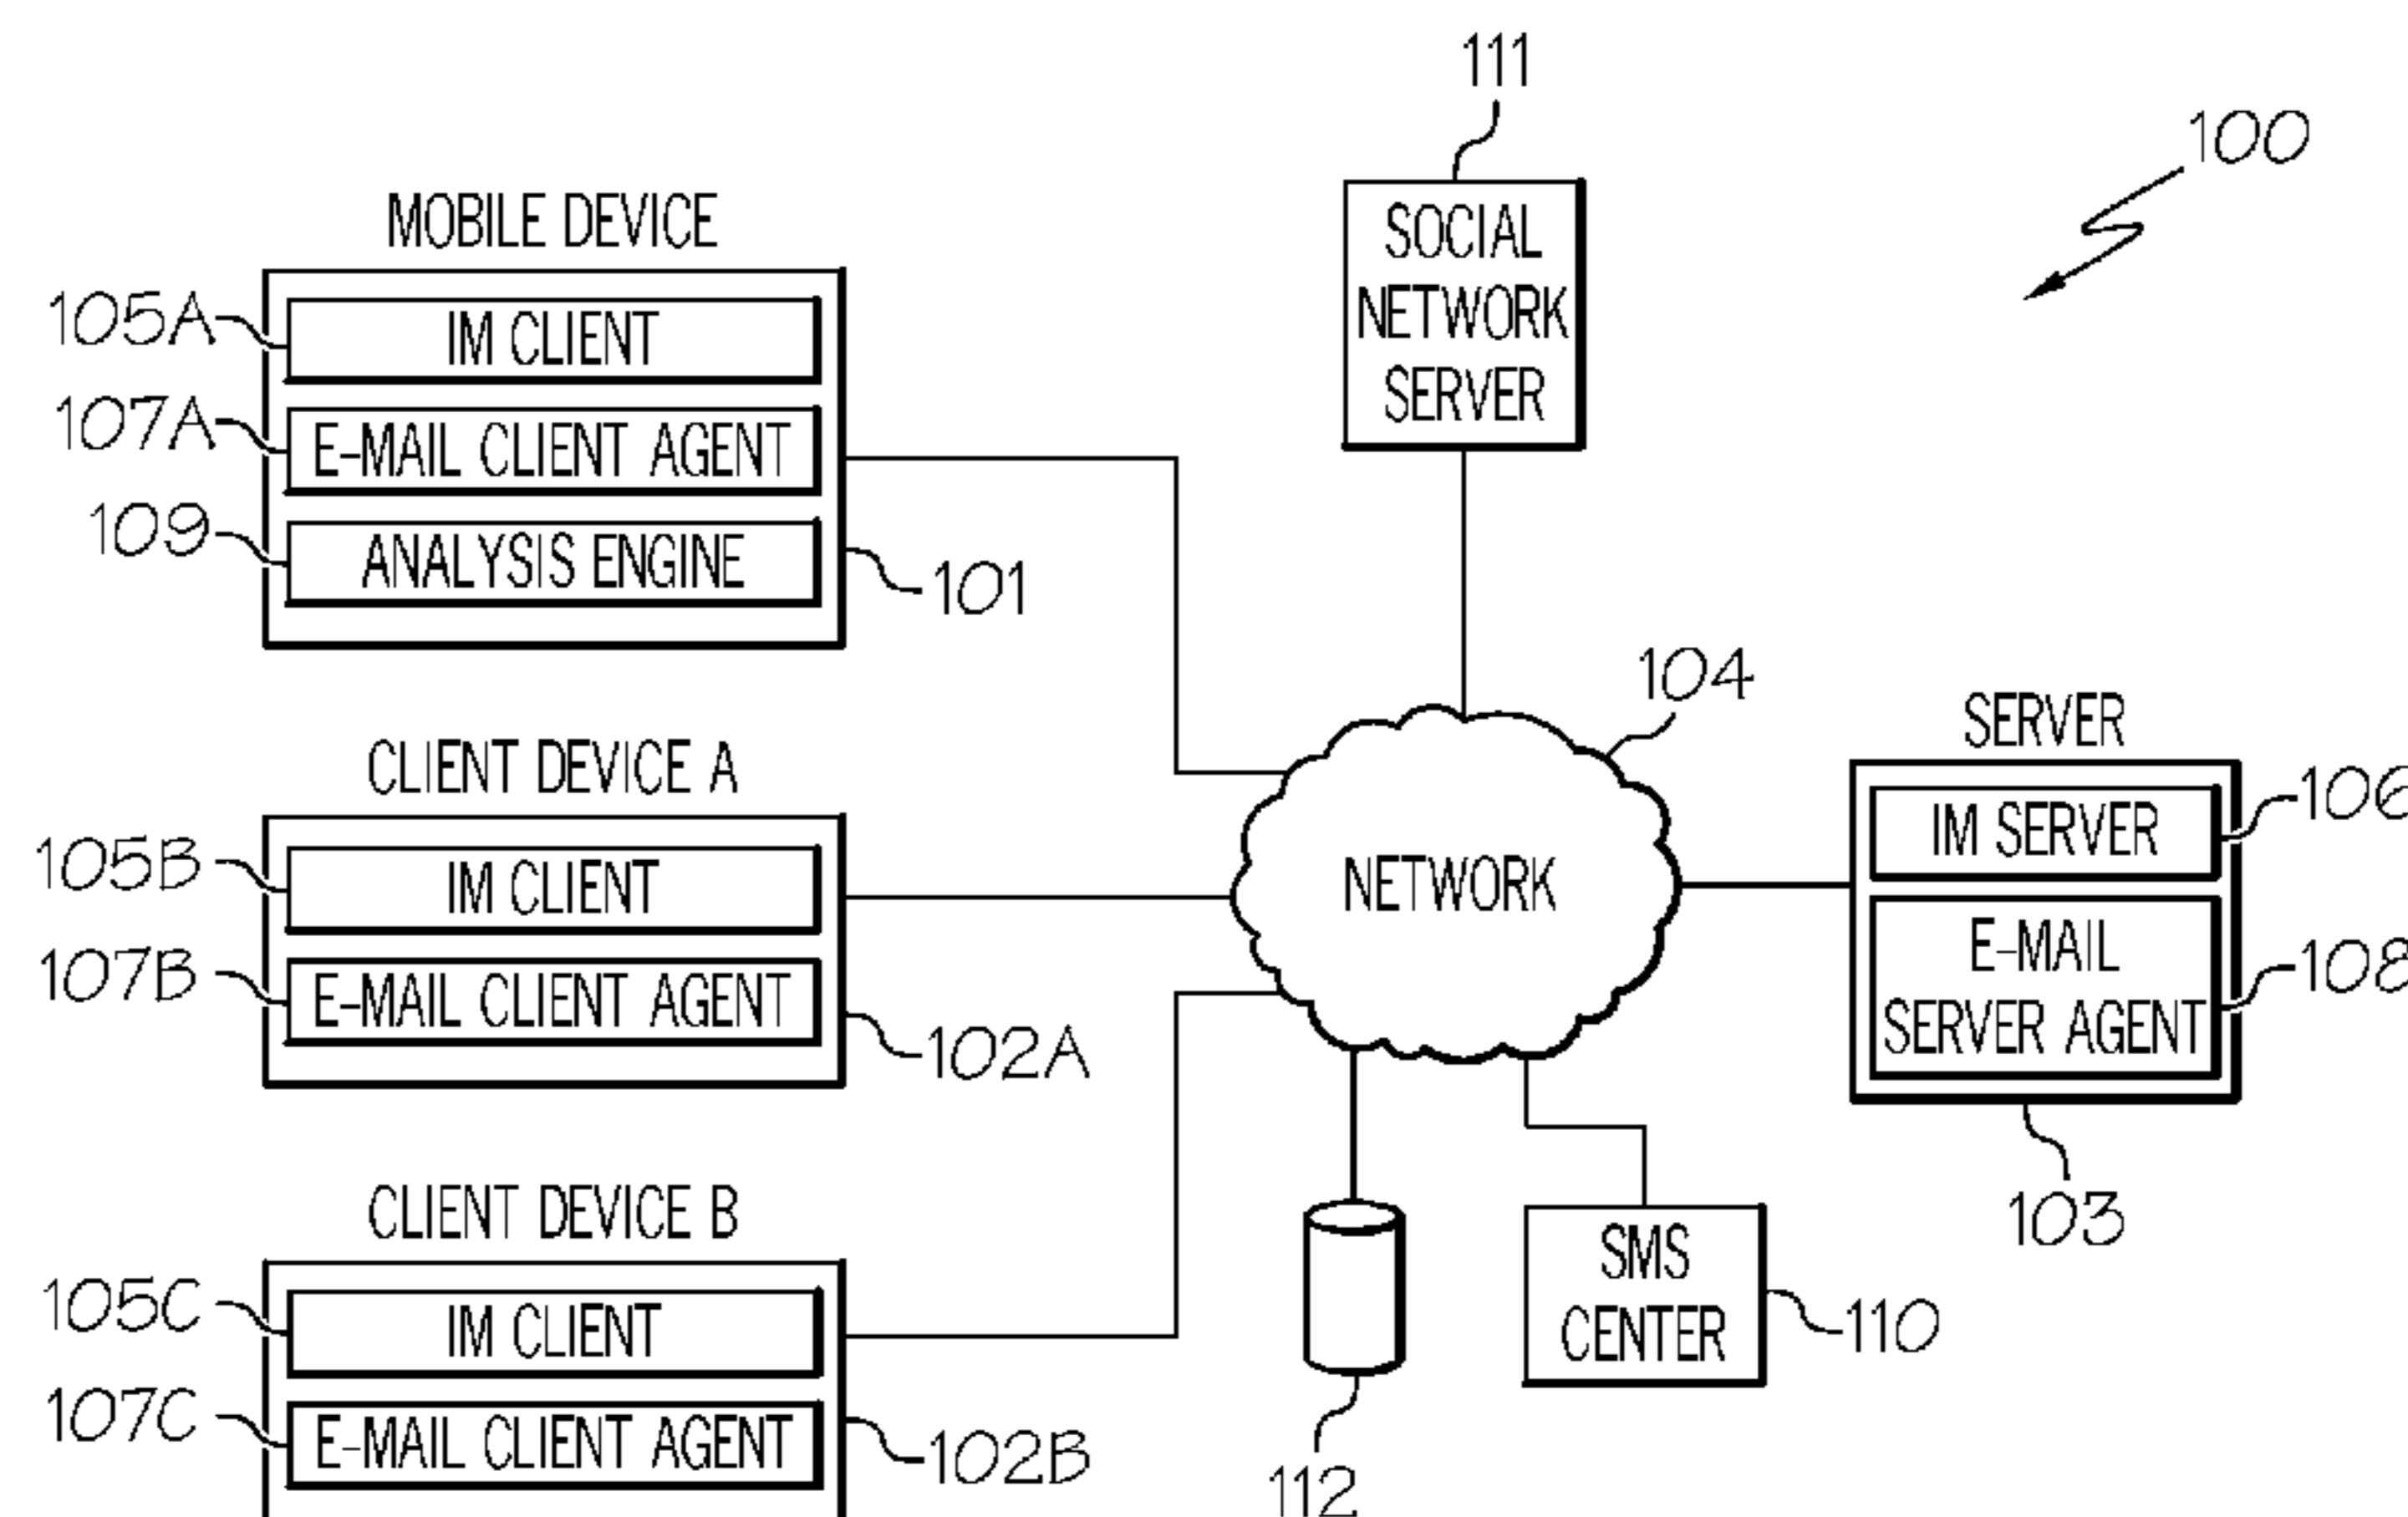 111
100
SOCIAL
NETWORK
SERVER
MOBILE DEVICE
105A
IM CLIENT
107A
E-MAIL CLIENT AGENT
109
ANALYSIS ENGINE
101
104
CLIENT DEVICE A
105B
IM CLIENT
107B
E-MAIL CLIENT AGENT
102A
NETWORK
SERVER
IM SERVER
106
E-MAIL
SERVER AGENT
108
103
CLIENT DEVICE B
105C
IM CLIENT
107C
E-MAIL CLIENT AGENT
102B
112
SMS
CENTER
110